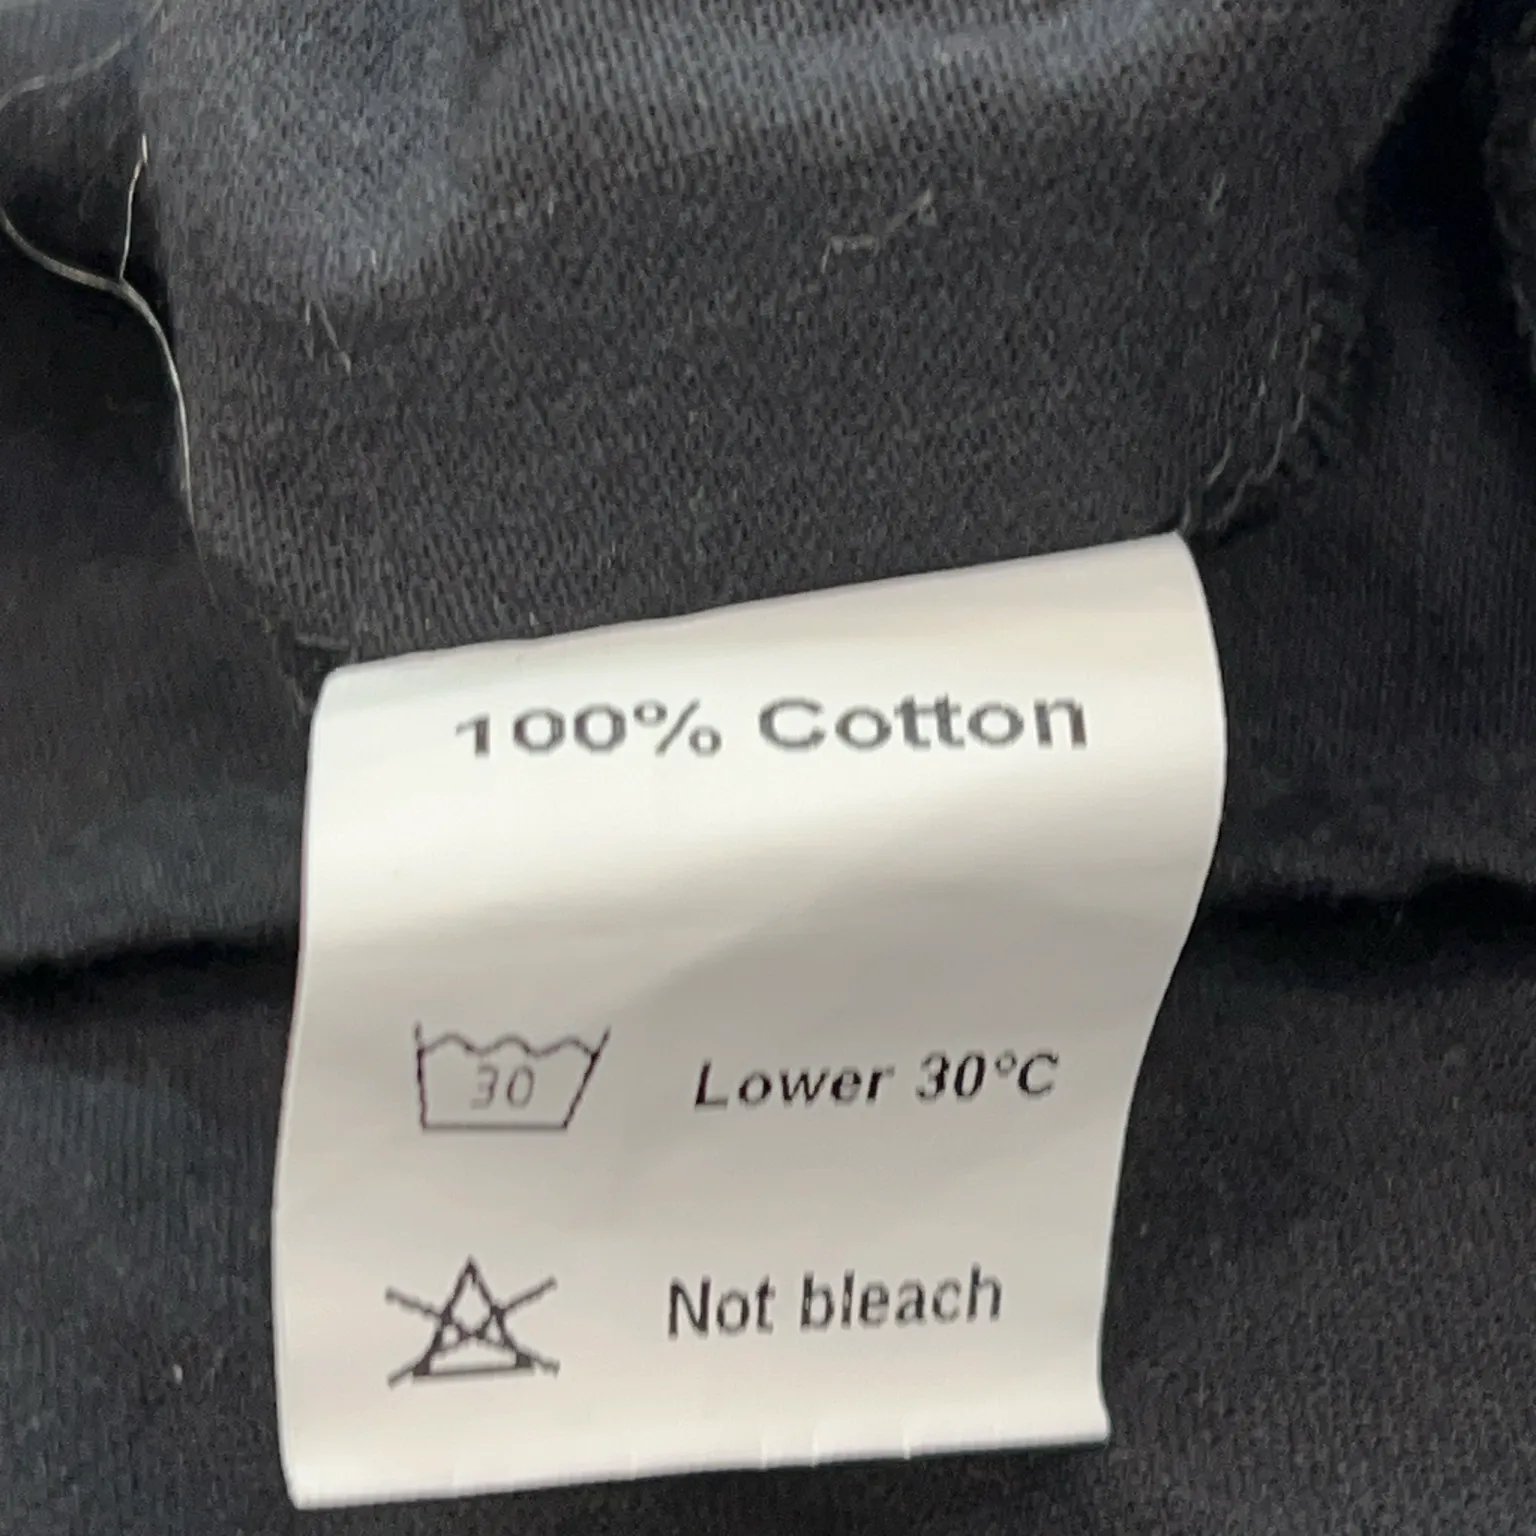 100% Cotton
30 Lower 30°C
Not bleach